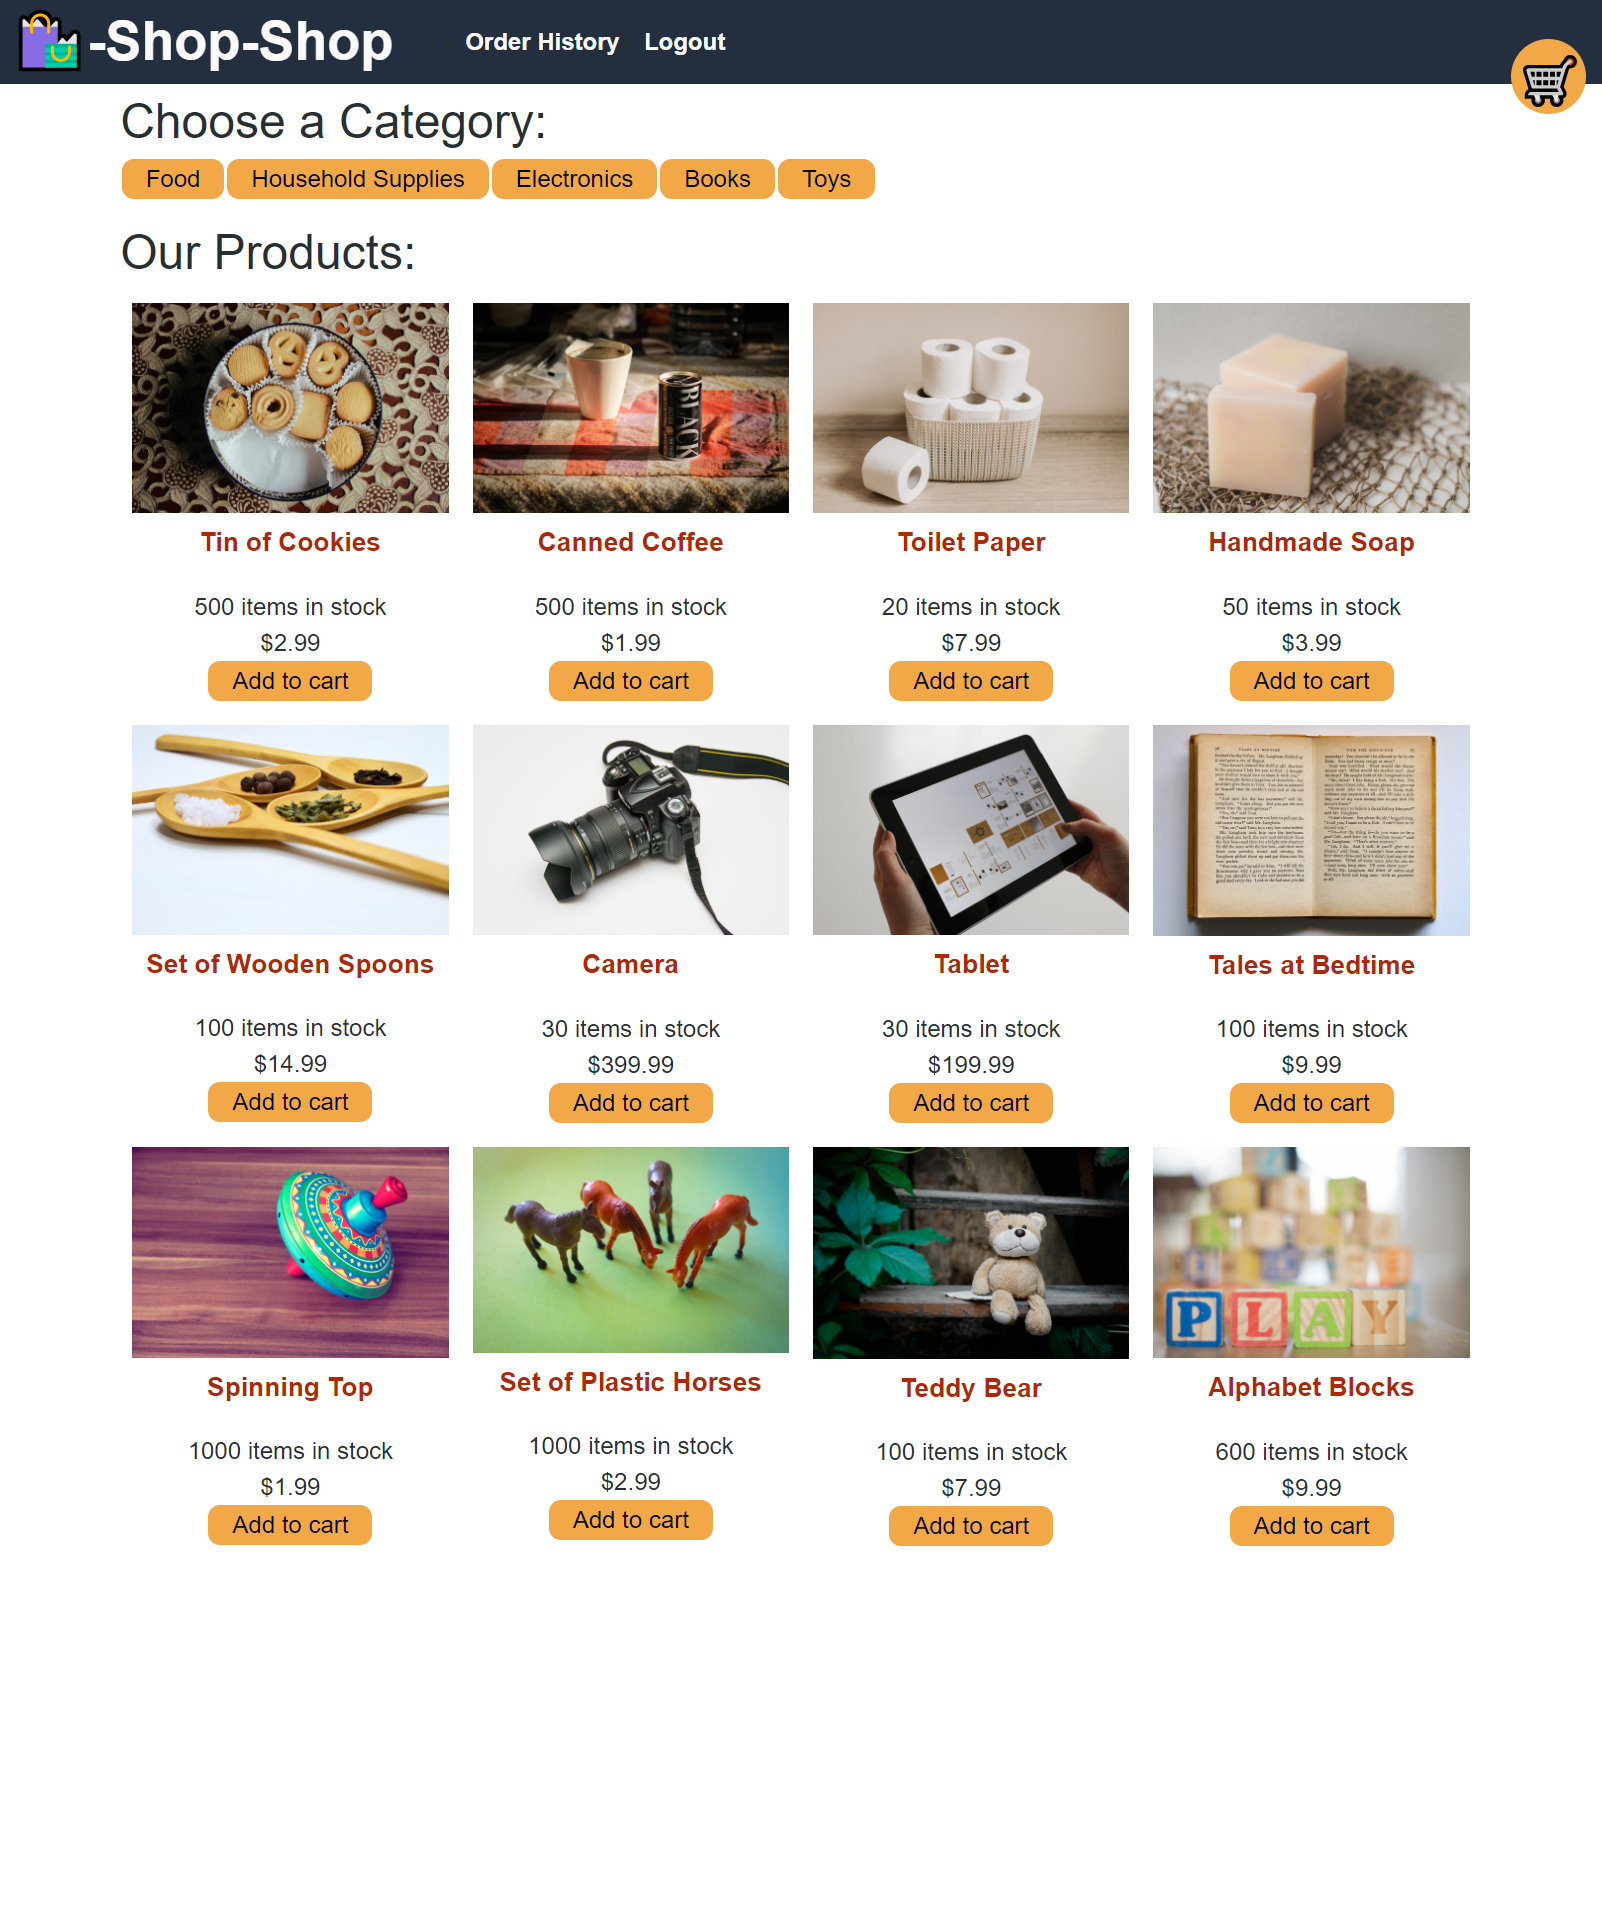 -Shop-Shop
Order History Logout
Choose a Category:
Food Household Supplies Electronics Books Toys
Our Products:
BLACK
Tin of Cookies Canned Coffee Toilet Paper Handmade Soap
500 items in stock 500 items in stock 20 items in stock 50 items in stock
$2.99 $1.99 $7.99 $3.99
Add to cart Add to cart Add to cart Add to cart
TALES AT BEDTIME
Set of Wooden Spoons Camera Tablet Tales at Bedtime
100 items in stock 30 items in stock 30 items in stock 100 items in stock
$14.99 $399.99 $199.99 $9.99
Add to cart Add to cart Add to cart Add to cart
PLAY
Spinning Top Set of Plastic Horses Teddy Bear Alphabet Blocks
1000 items in stock 1000 items in stock 100 items in stock 600 items in stock
$1.99 $2.99 $7.99 $9.99
Add to cart Add to cart Add to cart Add to cart